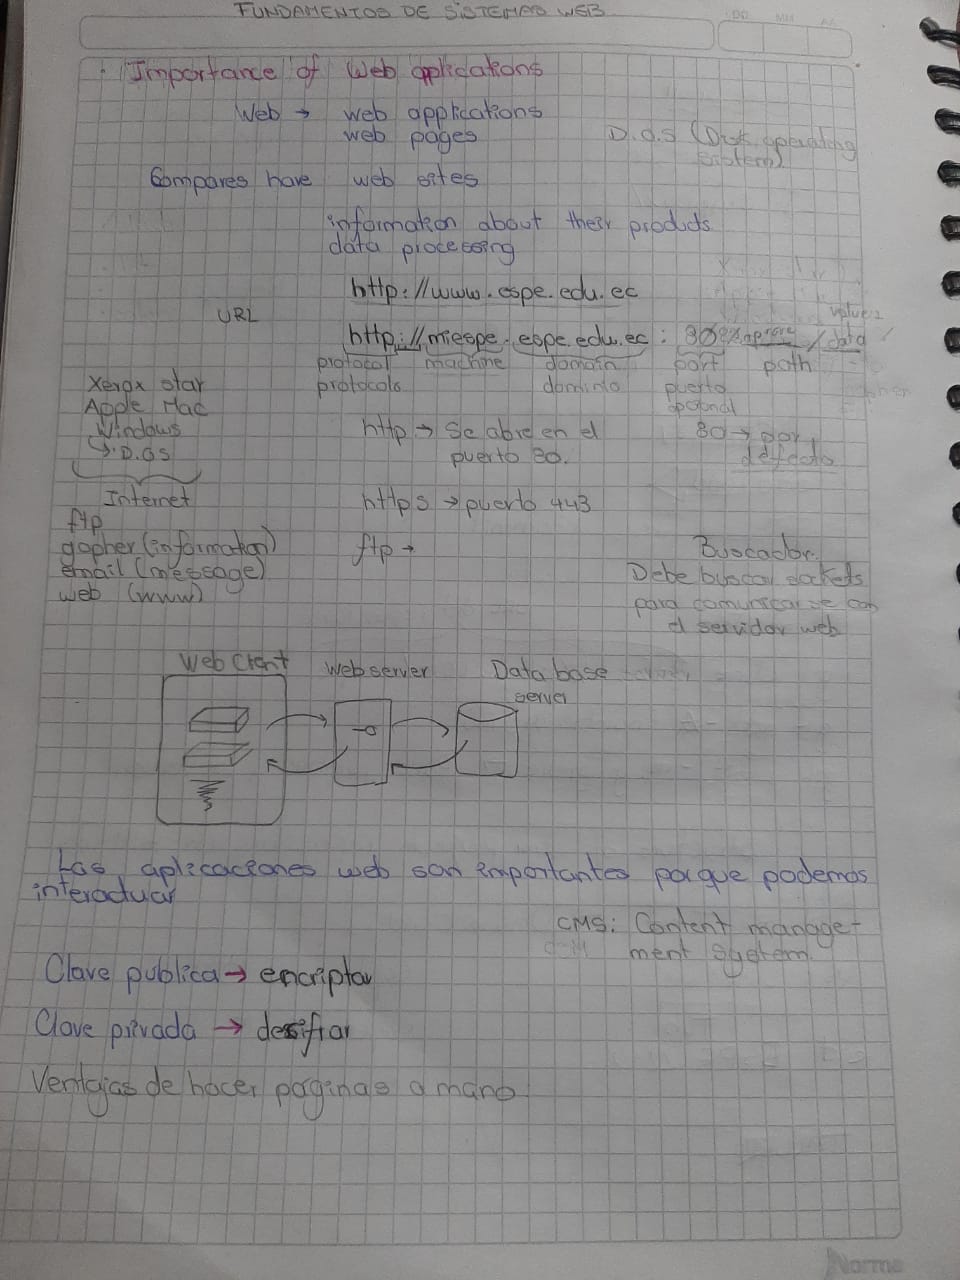 FUNDAMENTOS DE SISTEMAS WEB
DD MM AA
Importance of Web applications
Web → web applications
web pages
D.O.S (Disk operating
system)
Compares have web sites
information about their products
data processing
http://www.espe.edu.ec
URL
http://miespe.espe.edu.ec: 80 / data
values
protocol machine domain port path
protocols dominio puerto
opcional
Xerox star
Apple Mac
Windows
↳ D.O.S
http → Se abre en el
puerto 80.
80 → por
defecto
Internet
https → puerto 443
ftp
gopher (information)
email (message)
web (www)
ftp →
Buscador.
Debe buscar sockets
para comunicarse con
el servidor web
Web Client Web server Data base
server
Las aplicaciones web son importantes porque podemos
interactuar
CMS: Content manage-
ment system.
Clave publica → encriptar
Clave privada → desifrar
Ventajas de hacer paginas a mano
Norma